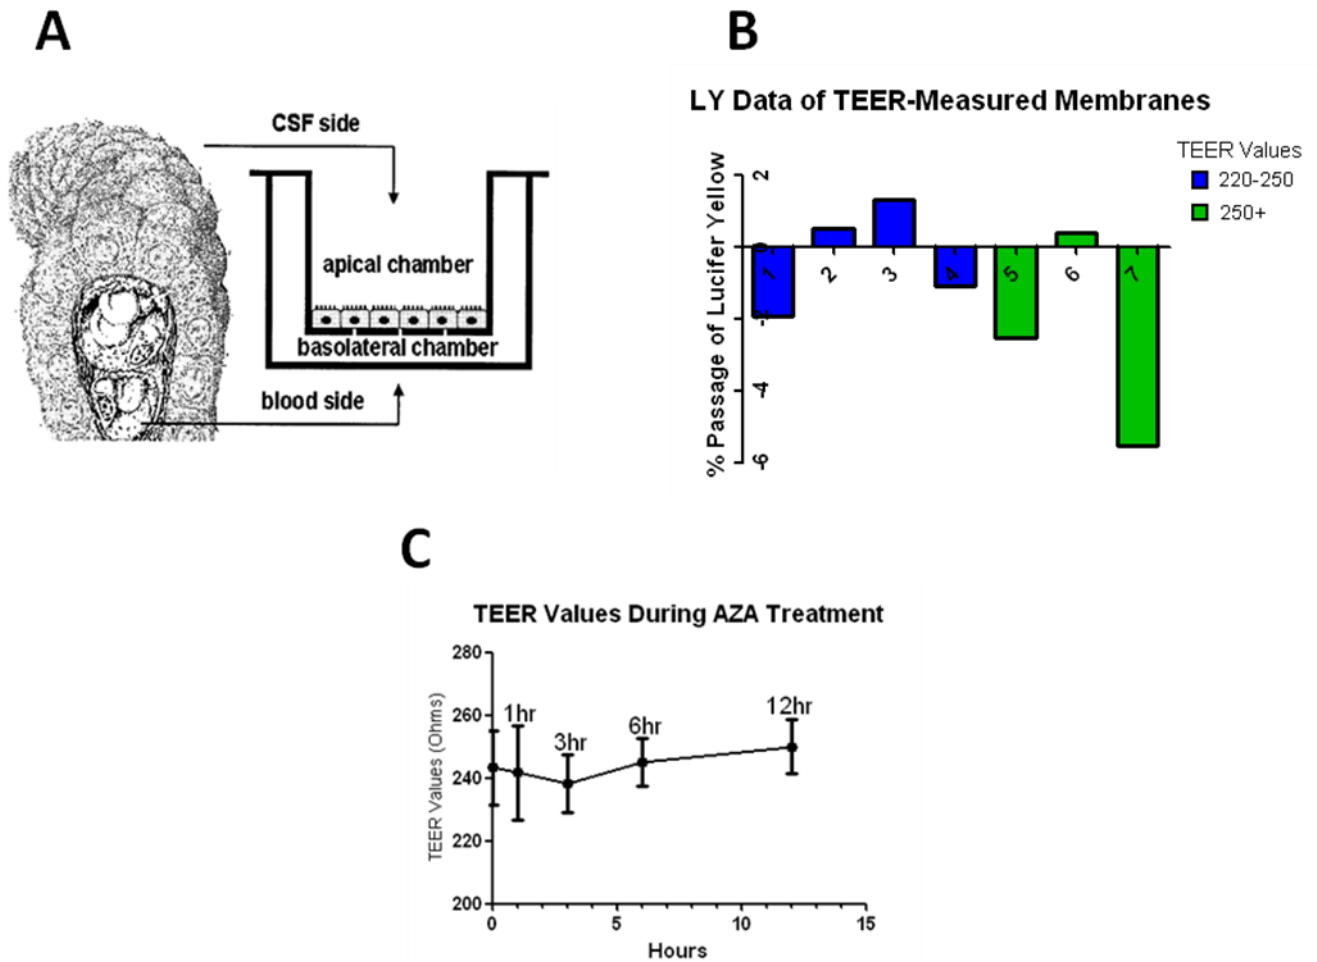 A
CSF side
apical chamber
basolateral chamber
blood side
B
LY Data of TEER-Measured Membranes
% Passage of Lucifer Yellow
2
0
-2
-4
-6
1
2
3
4
5
6
7
TEER Values
220-250
250+
C
TEER Values During AZA Treatment
TEER Values (Ohms)
280
260
240
220
200
1hr
3hr
6hr
12hr
0
5
10
15
Hours